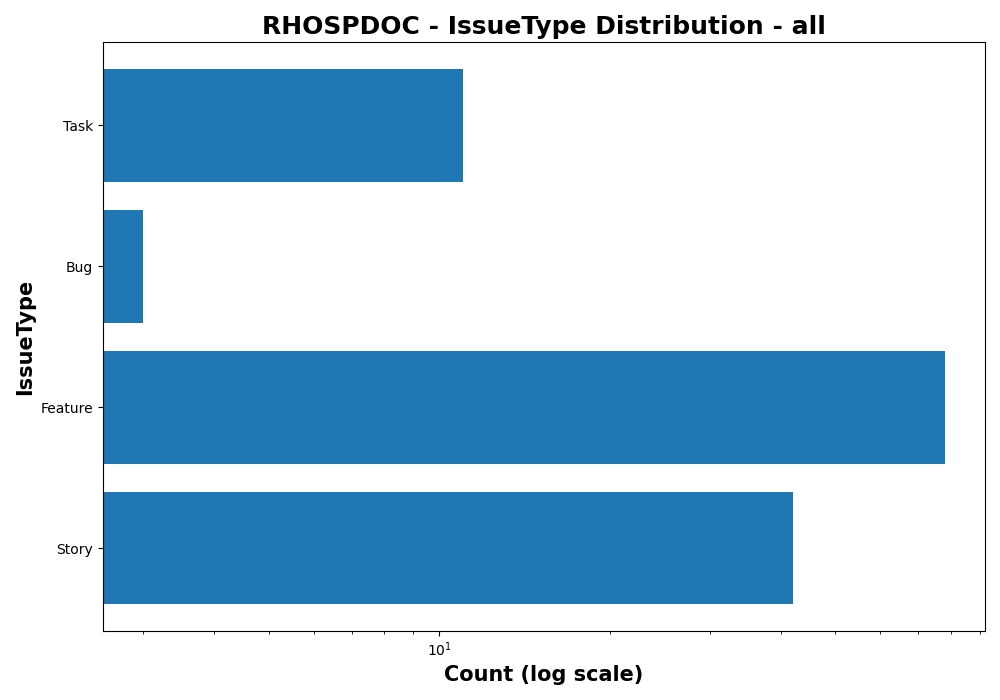 RHOSPDOC - IssueType Distribution - all
IssueType
Task
Bug
Feature
Story
10¹
Count (log scale)